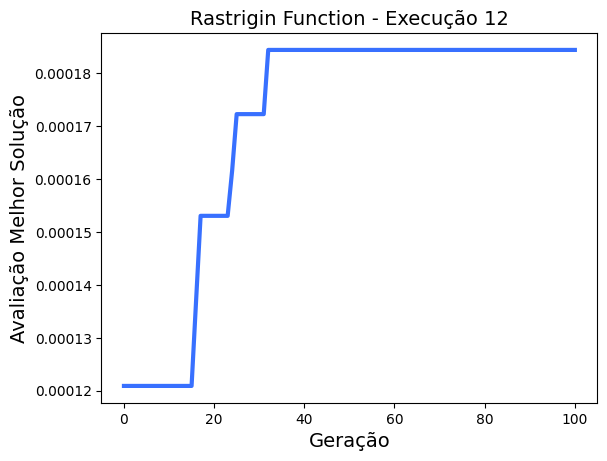 Rastrigin Function - Execução 12
Avaliação Melhor Solução
0.00018
0.00017
0.00016
0.00015
0.00014
0.00013
0.00012
0 20 40 60 80 100
Geração